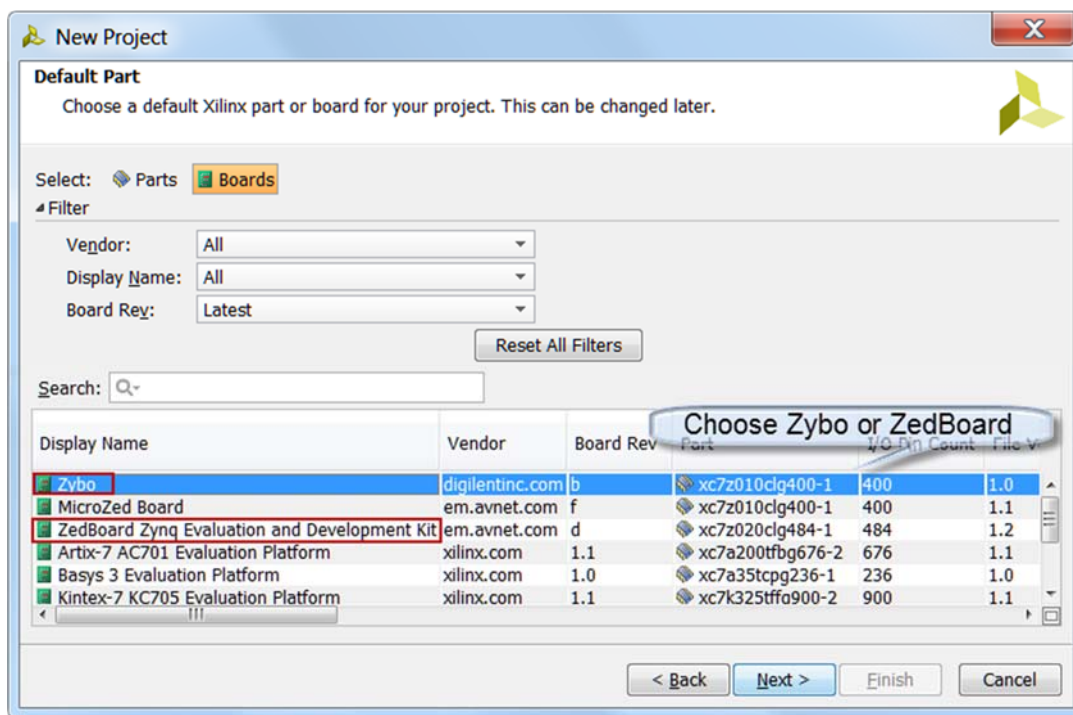 New Project
Default Part
Choose a default Xilinx part or board for your project. This can be changed later.
Select: Parts Boards
Filter
Vendor: All
Display Name: All
Board Rev: Latest
Reset All Filters
Search:
Choose Zybo or ZedBoard
Display Name Vendor Board Rev Part I/O Pin Count File V
Zybo digilentinc.com b xc7z010clg400-1 400 1.0
MicroZed Board em.avnet.com f xc7z010clg400-1 400 1.1
ZedBoard Zynq Evaluation and Development Kit em.avnet.com d xc7z020clg484-1 484 1.2
Artix-7 AC701 Evaluation Platform xilinx.com 1.1 xc7a200tfbg676-2 676 1.1
Basys 3 Evaluation Platform xilinx.com 1.0 xc7a35tcpg236-1 236 1.0
Kintex-7 KC705 Evaluation Platform xilinx.com 1.1 xc7k325tffg900-2 900 1.1
< Back Next > Finish Cancel